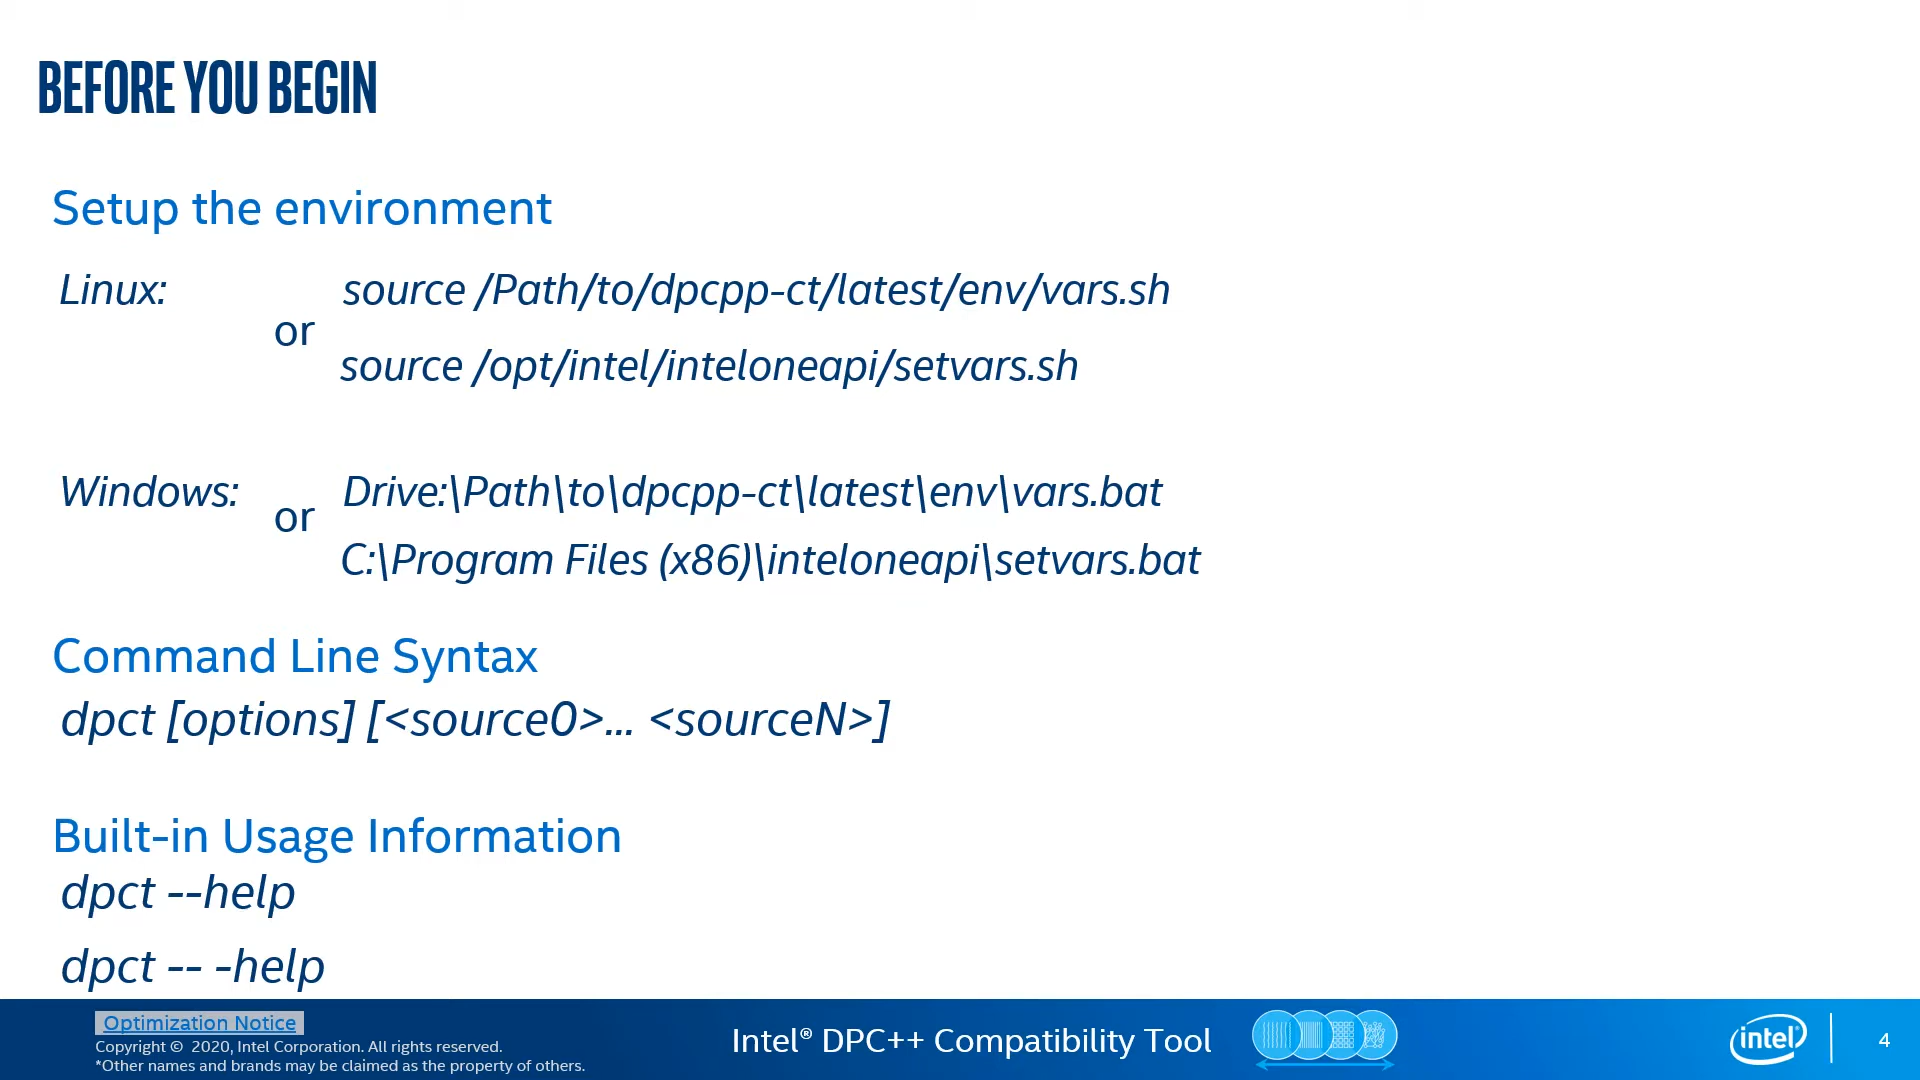 BEFORE YOU BEGIN
Setup the environment
Linux: source /Path/to/dpcpp-ct/latest/env/vars.sh
or
source /opt/intel/inteloneapi/setvars.sh
Windows: Drive:\Path\to\dpcpp-ct\latest\env\vars.bat
or
C:\Program Files (x86)\inteloneapi\setvars.bat
Command Line Syntax
dpct [options] [<source0>... <sourceN>]
Built-in Usage Information
dpct --help
dpct -- -help
Optimization Notice
Copyright © 2020, Intel Corporation. All rights reserved.
*Other names and brands may be claimed as the property of others.
Intel® DPC++ Compatibility Tool
intel®
4